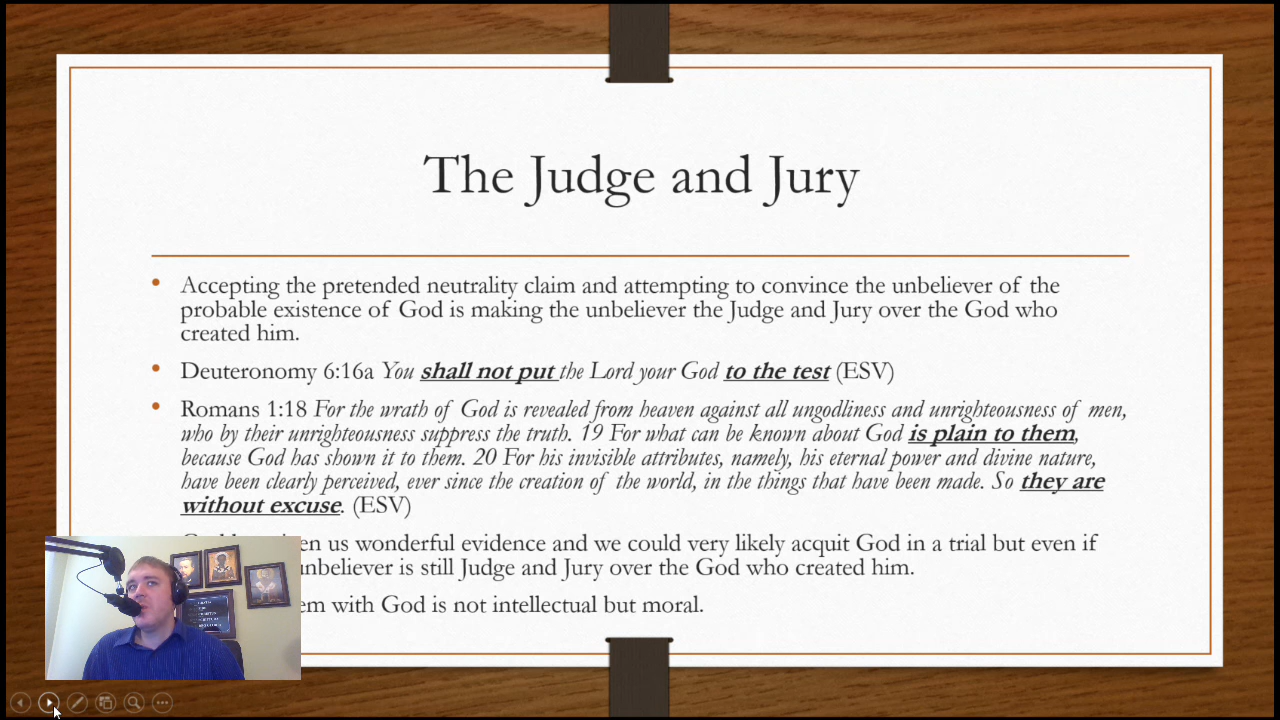 The Judge and Jury
• Accepting the pretended neutrality claim and attempting to convince the unbeliever of the
probable existence of God is making the unbeliever the Judge and Jury over the God who
created him.
• Deuteronomy 6:16a You shall not put the Lord your God to the test (ESV)
• Romans 1:18 For the wrath of God is revealed from heaven against all ungodliness and unrighteousness of men,
who by their unrighteousness suppress the truth. 19 For what can be known about God is plain to them,
because God has shown it to them. 20 For his invisible attributes, namely, his eternal power and divine nature,
have been clearly perceived, ever since the creation of the world, in the things that have been made. So they are
without excuse. (ESV)
us wonderful evidence and we could very likely acquit God in a trial but even if
unbeliever is still Judge and Jury over the God who created him.
with God is not intellectual but moral.